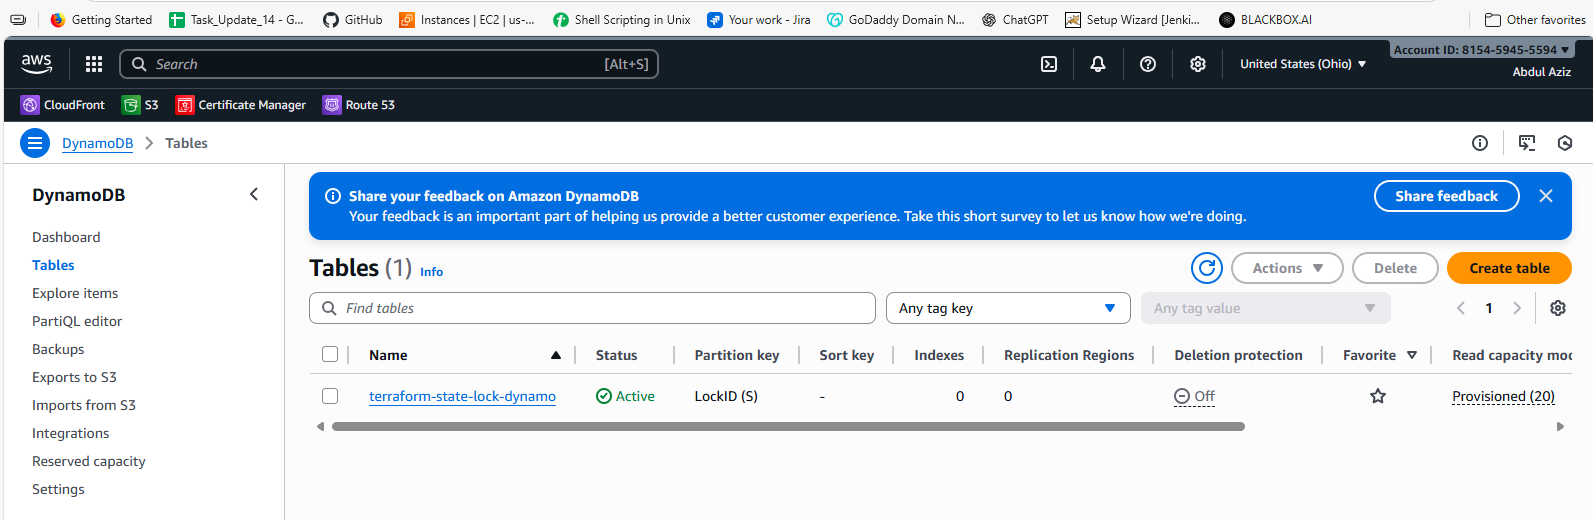 Getting Started Task_Update_14 - G... GitHub Instances | EC2 | us-... Shell Scripting in Unix Your work - Jira GoDaddy Domain N... ChatGPT Setup Wizard [Jenki... BLACKBOX.AI Other favorites
aws Search [Alt+S] United States (Ohio) Account ID: 8154-5945-5594
Abdul Aziz
CloudFront S3 Certificate Manager Route 53
DynamoDB Tables
DynamoDB
Dashboard
Tables
Explore items
PartiQL editor
Backups
Exports to S3
Imports from S3
Integrations
Reserved capacity
Settings
Share your feedback on Amazon DynamoDB
Your feedback is an important part of helping us provide a better customer experience. Take this short survey to let us know how we're doing.
Share feedback
Tables (1) Info Actions Delete Create table
Find tables Any tag key Any tag value 1
Name Status Partition key Sort key Indexes Replication Regions Deletion protection Favorite Read capacity mo
terraform-state-lock-dynamo Active LockID (S) - 0 0 Off Provisioned (20)